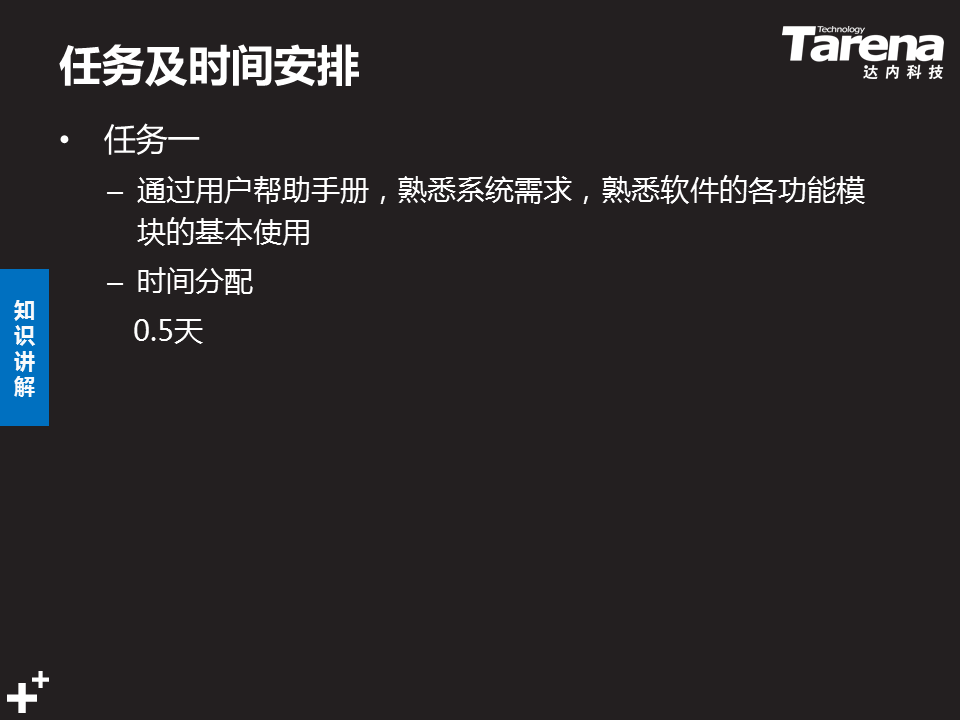 任务及时间安排
Technology
Tarena
达内科技
• 任务一
– 通过用户帮助手册，熟悉系统需求，熟悉软件的各功能模
块的基本使用
– 时间分配
0.5天
知
识
讲
解